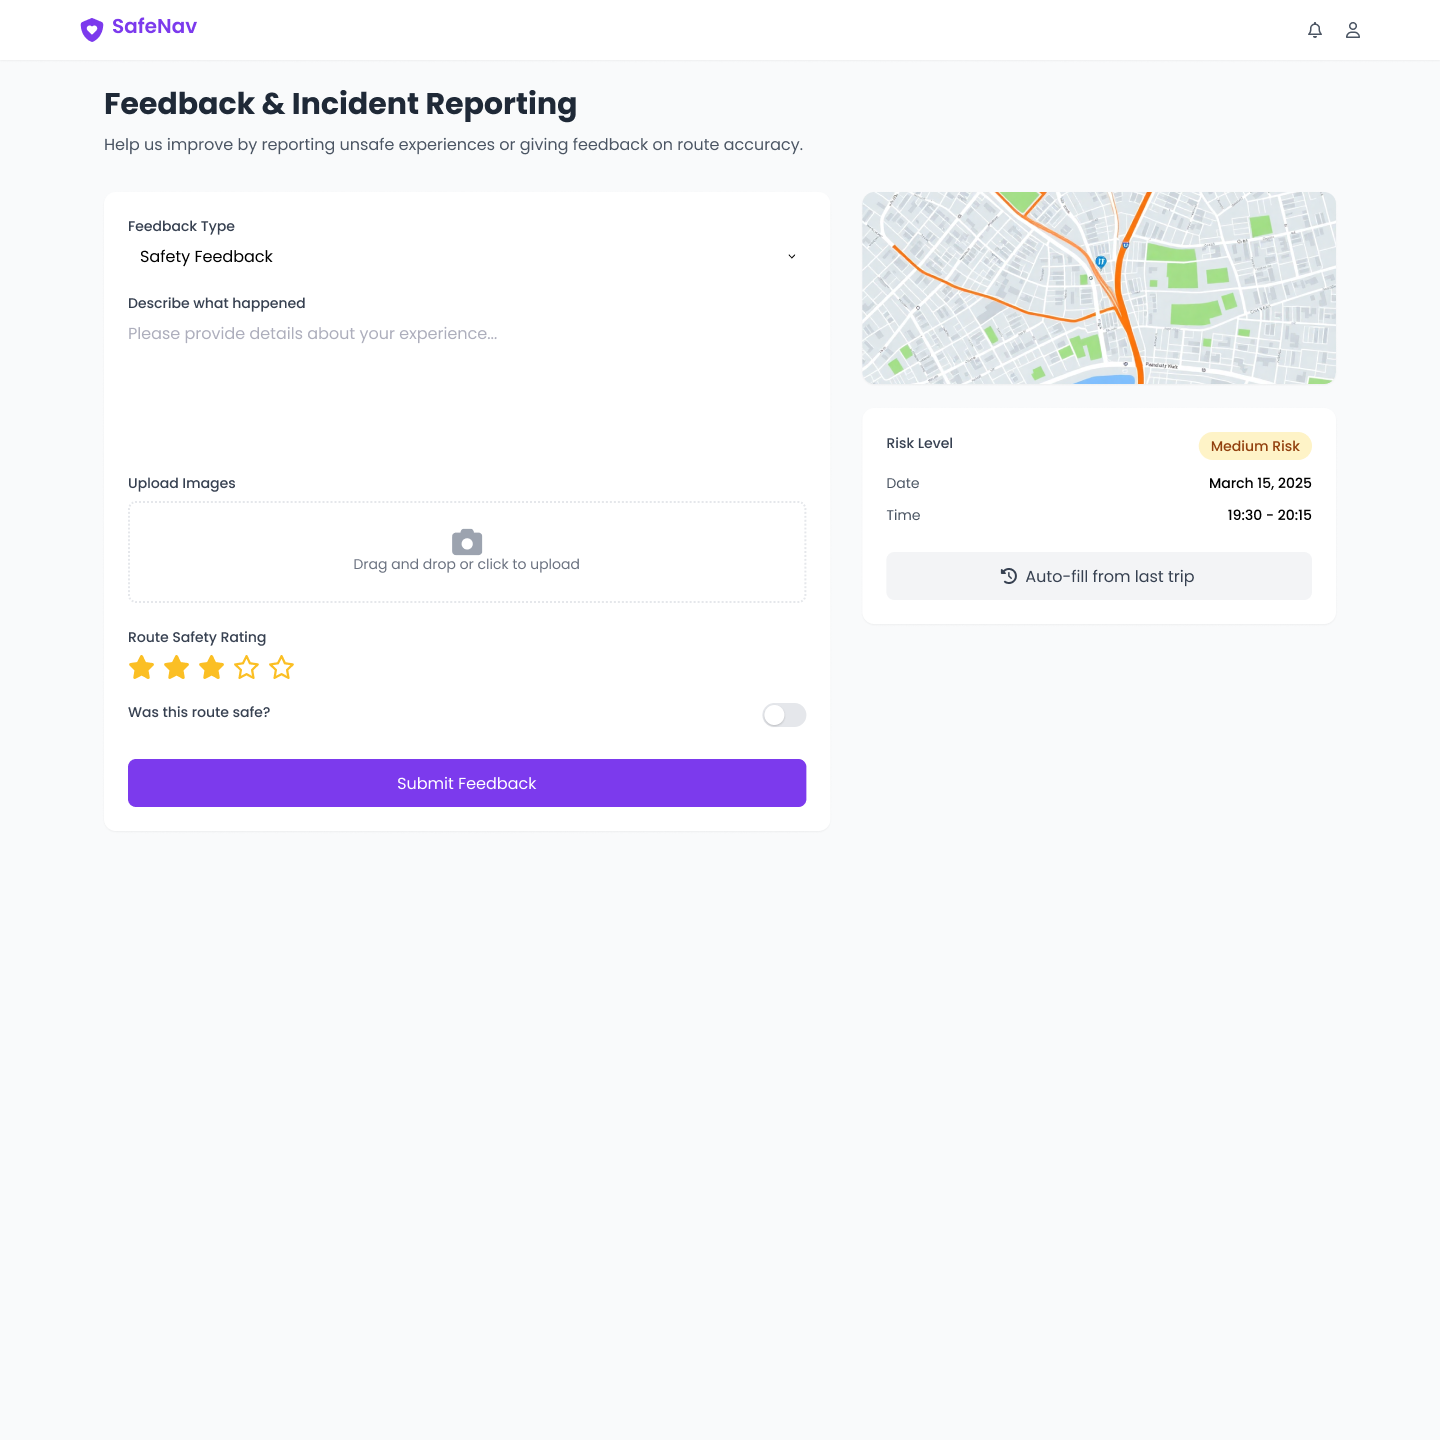 SafeNav
Feedback & Incident Reporting
Help us improve by reporting unsafe experiences or giving feedback on route accuracy.
Feedback Type
Safety Feedback
Describe what happened
Please provide details about your experience...
Upload Images
Drag and drop or click to upload
Route Safety Rating
Was this route safe?
Submit Feedback
Risk Level
Medium Risk
Date
March 15, 2025
Time
19:30 - 20:15
Auto-fill from last trip